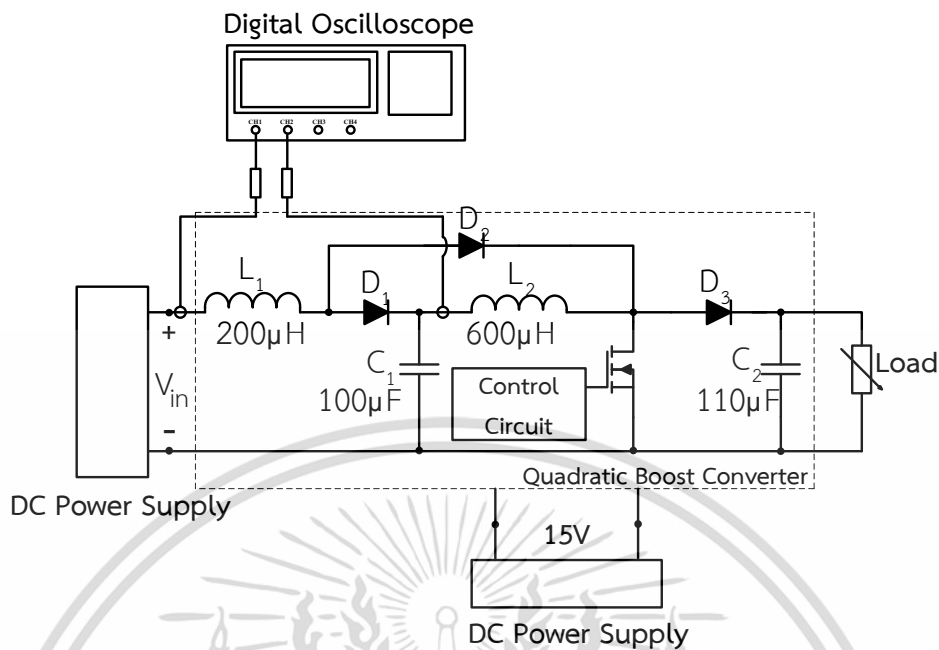 Digital Oscilloscope
CH1 CH2 CH3 CH4
D2
L1
D1
L2
D3
200µH
600µH
+
Vin
-
C1
100µF
Control
Circuit
C2
110µF
Load
Quadratic Boost Converter
DC Power Supply
15V
DC Power Supply